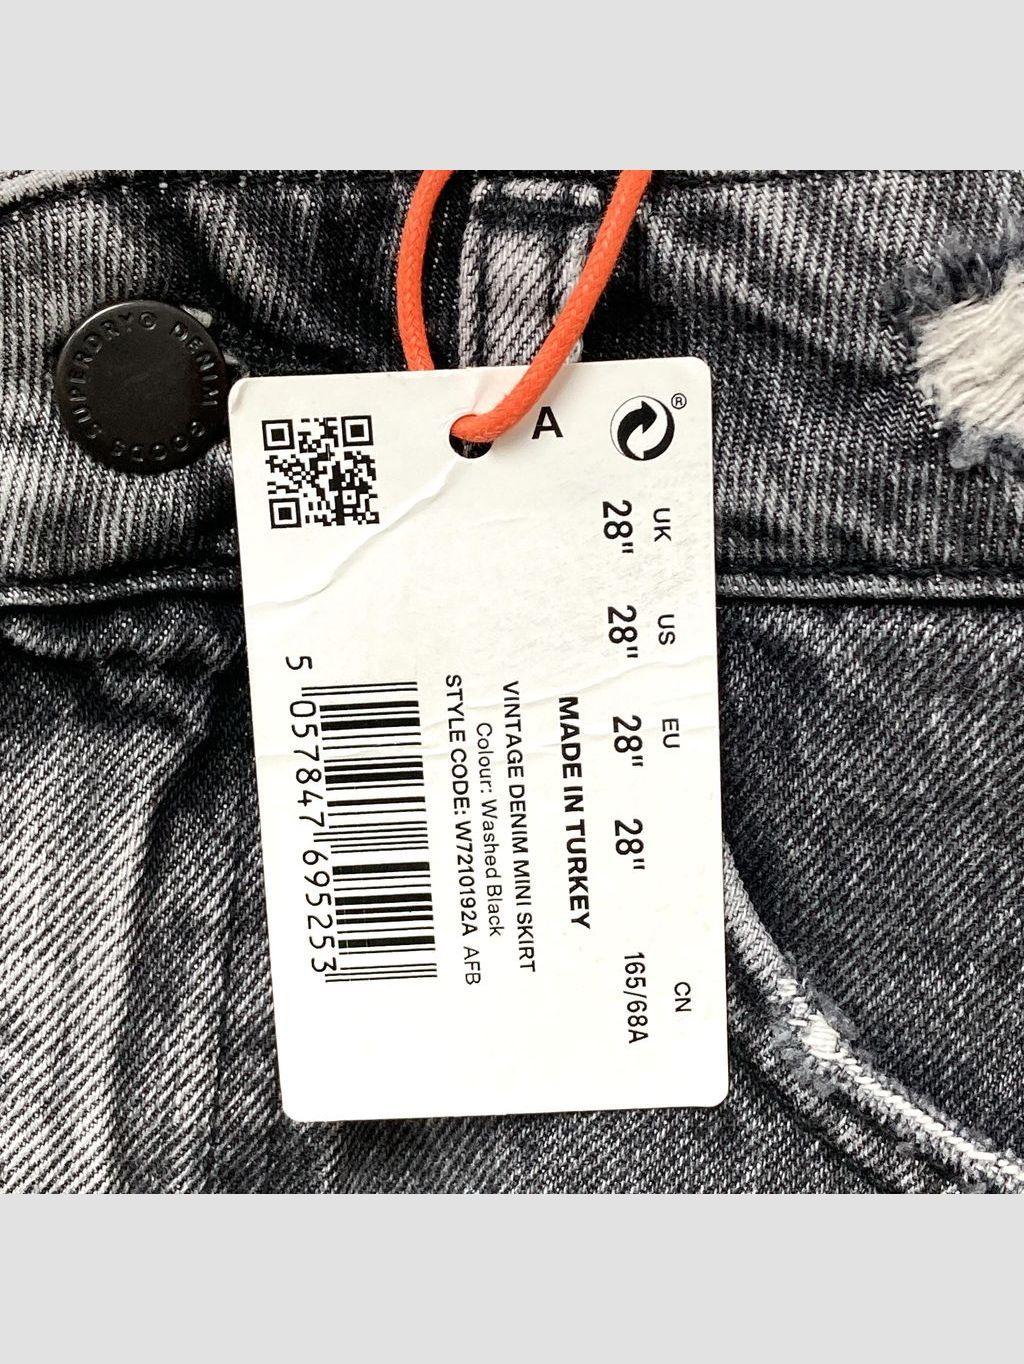 SUPERDRY® DENIM GOODS
A
®
UK US EU CN
28" 28" 28" 28" 165/68A
MADE IN TURKEY
VINTAGE DENIM MINI SKIRT
Colour: Washed Black
STYLE CODE: W7210192A AFB
5 057847 695253